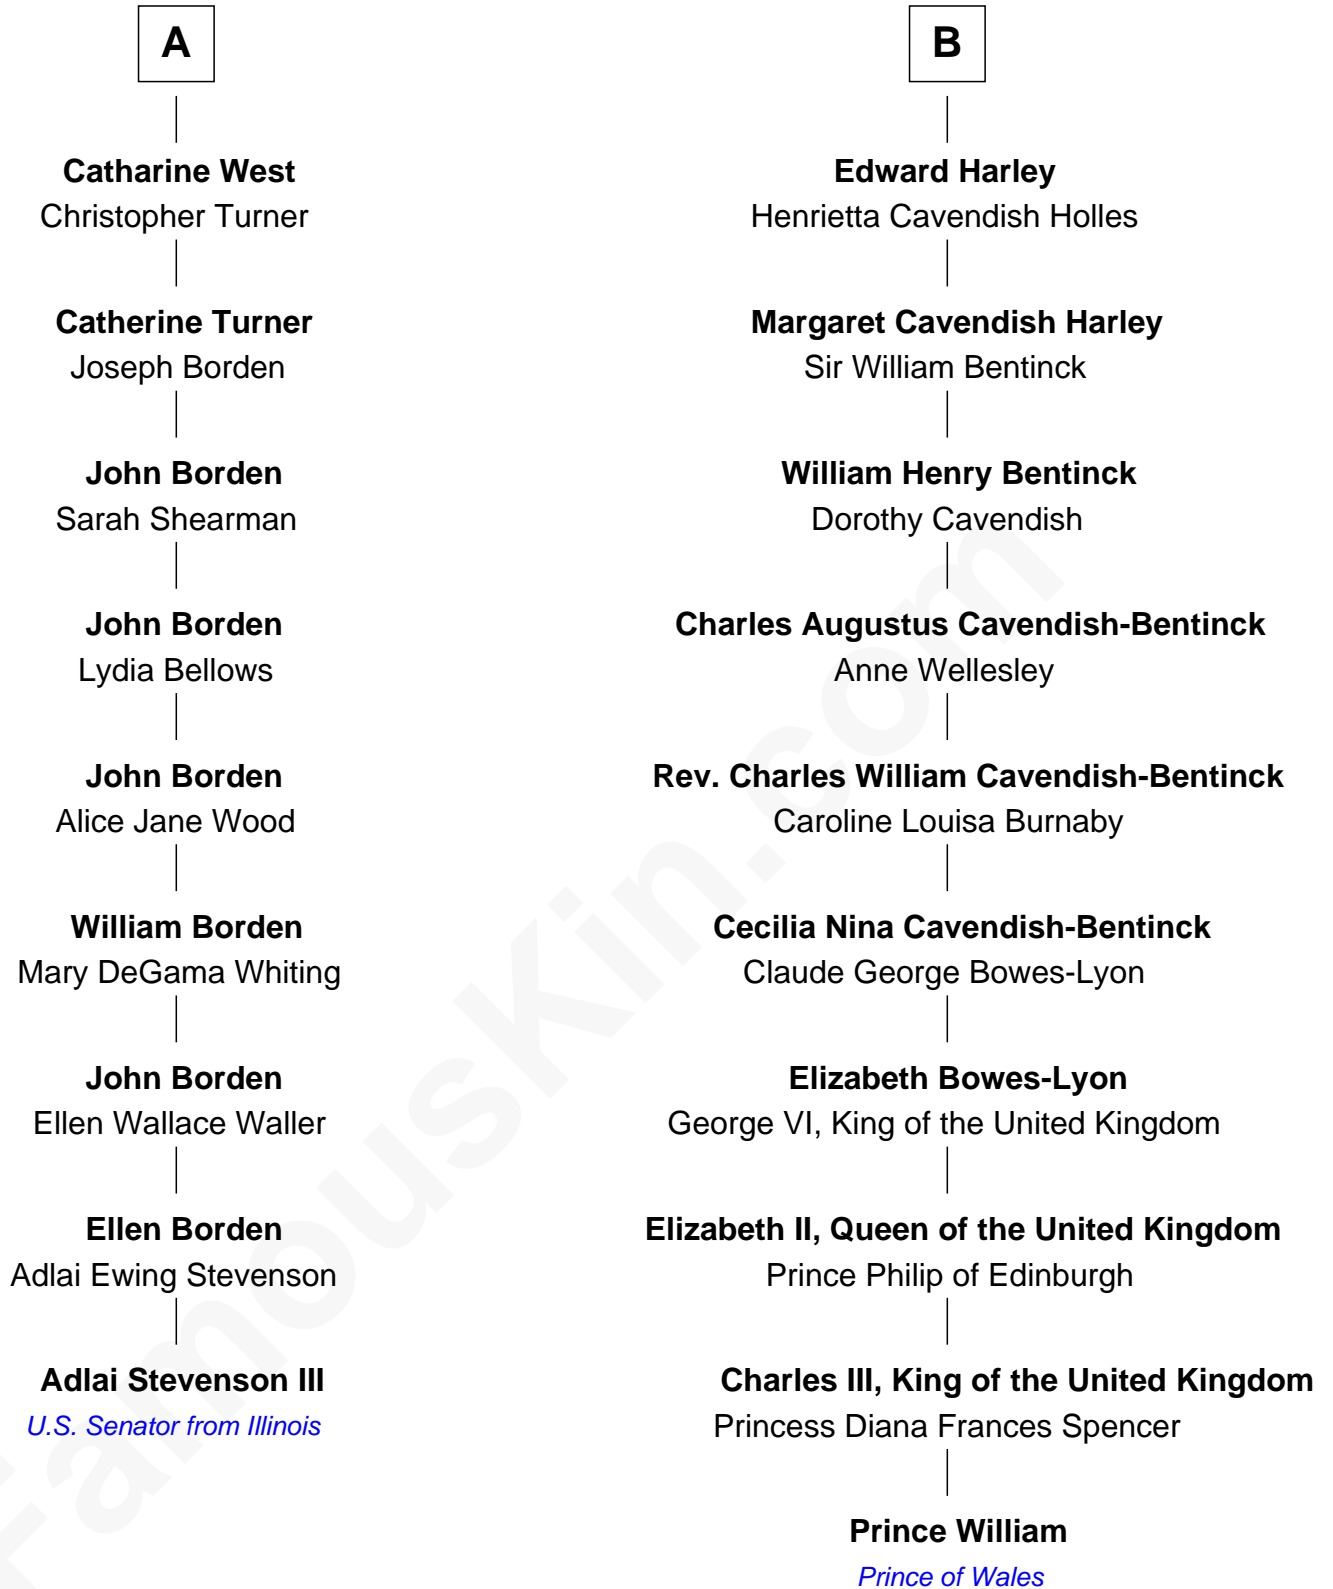 A
Catharine West
Christopher Turner
Catherine Turner
Joseph Borden
John Borden
Sarah Shearman
John Borden
Lydia Bellows
John Borden
Alice Jane Wood
William Borden
Mary DeGama Whiting
John Borden
Ellen Wallace Waller
Ellen Borden
Adlai Ewing Stevenson
Adlai Stevenson III
U.S. Senator from Illinois
B
Edward Harley
Henrietta Cavendish Holles
Margaret Cavendish Harley
Sir William Bentinck
William Henry Bentinck
Dorothy Cavendish
Charles Augustus Cavendish-Bentinck
Anne Wellesley
Rev. Charles William Cavendish-Bentinck
Caroline Louisa Burnaby
Cecilia Nina Cavendish-Bentinck
Claude George Bowes-Lyon
Elizabeth Bowes-Lyon
George VI, King of the United Kingdom
Elizabeth II, Queen of the United Kingdom
Prince Philip of Edinburgh
Charles III, King of the United Kingdom
Princess Diana Frances Spencer
Prince William
Prince of Wales
FamousKin.com